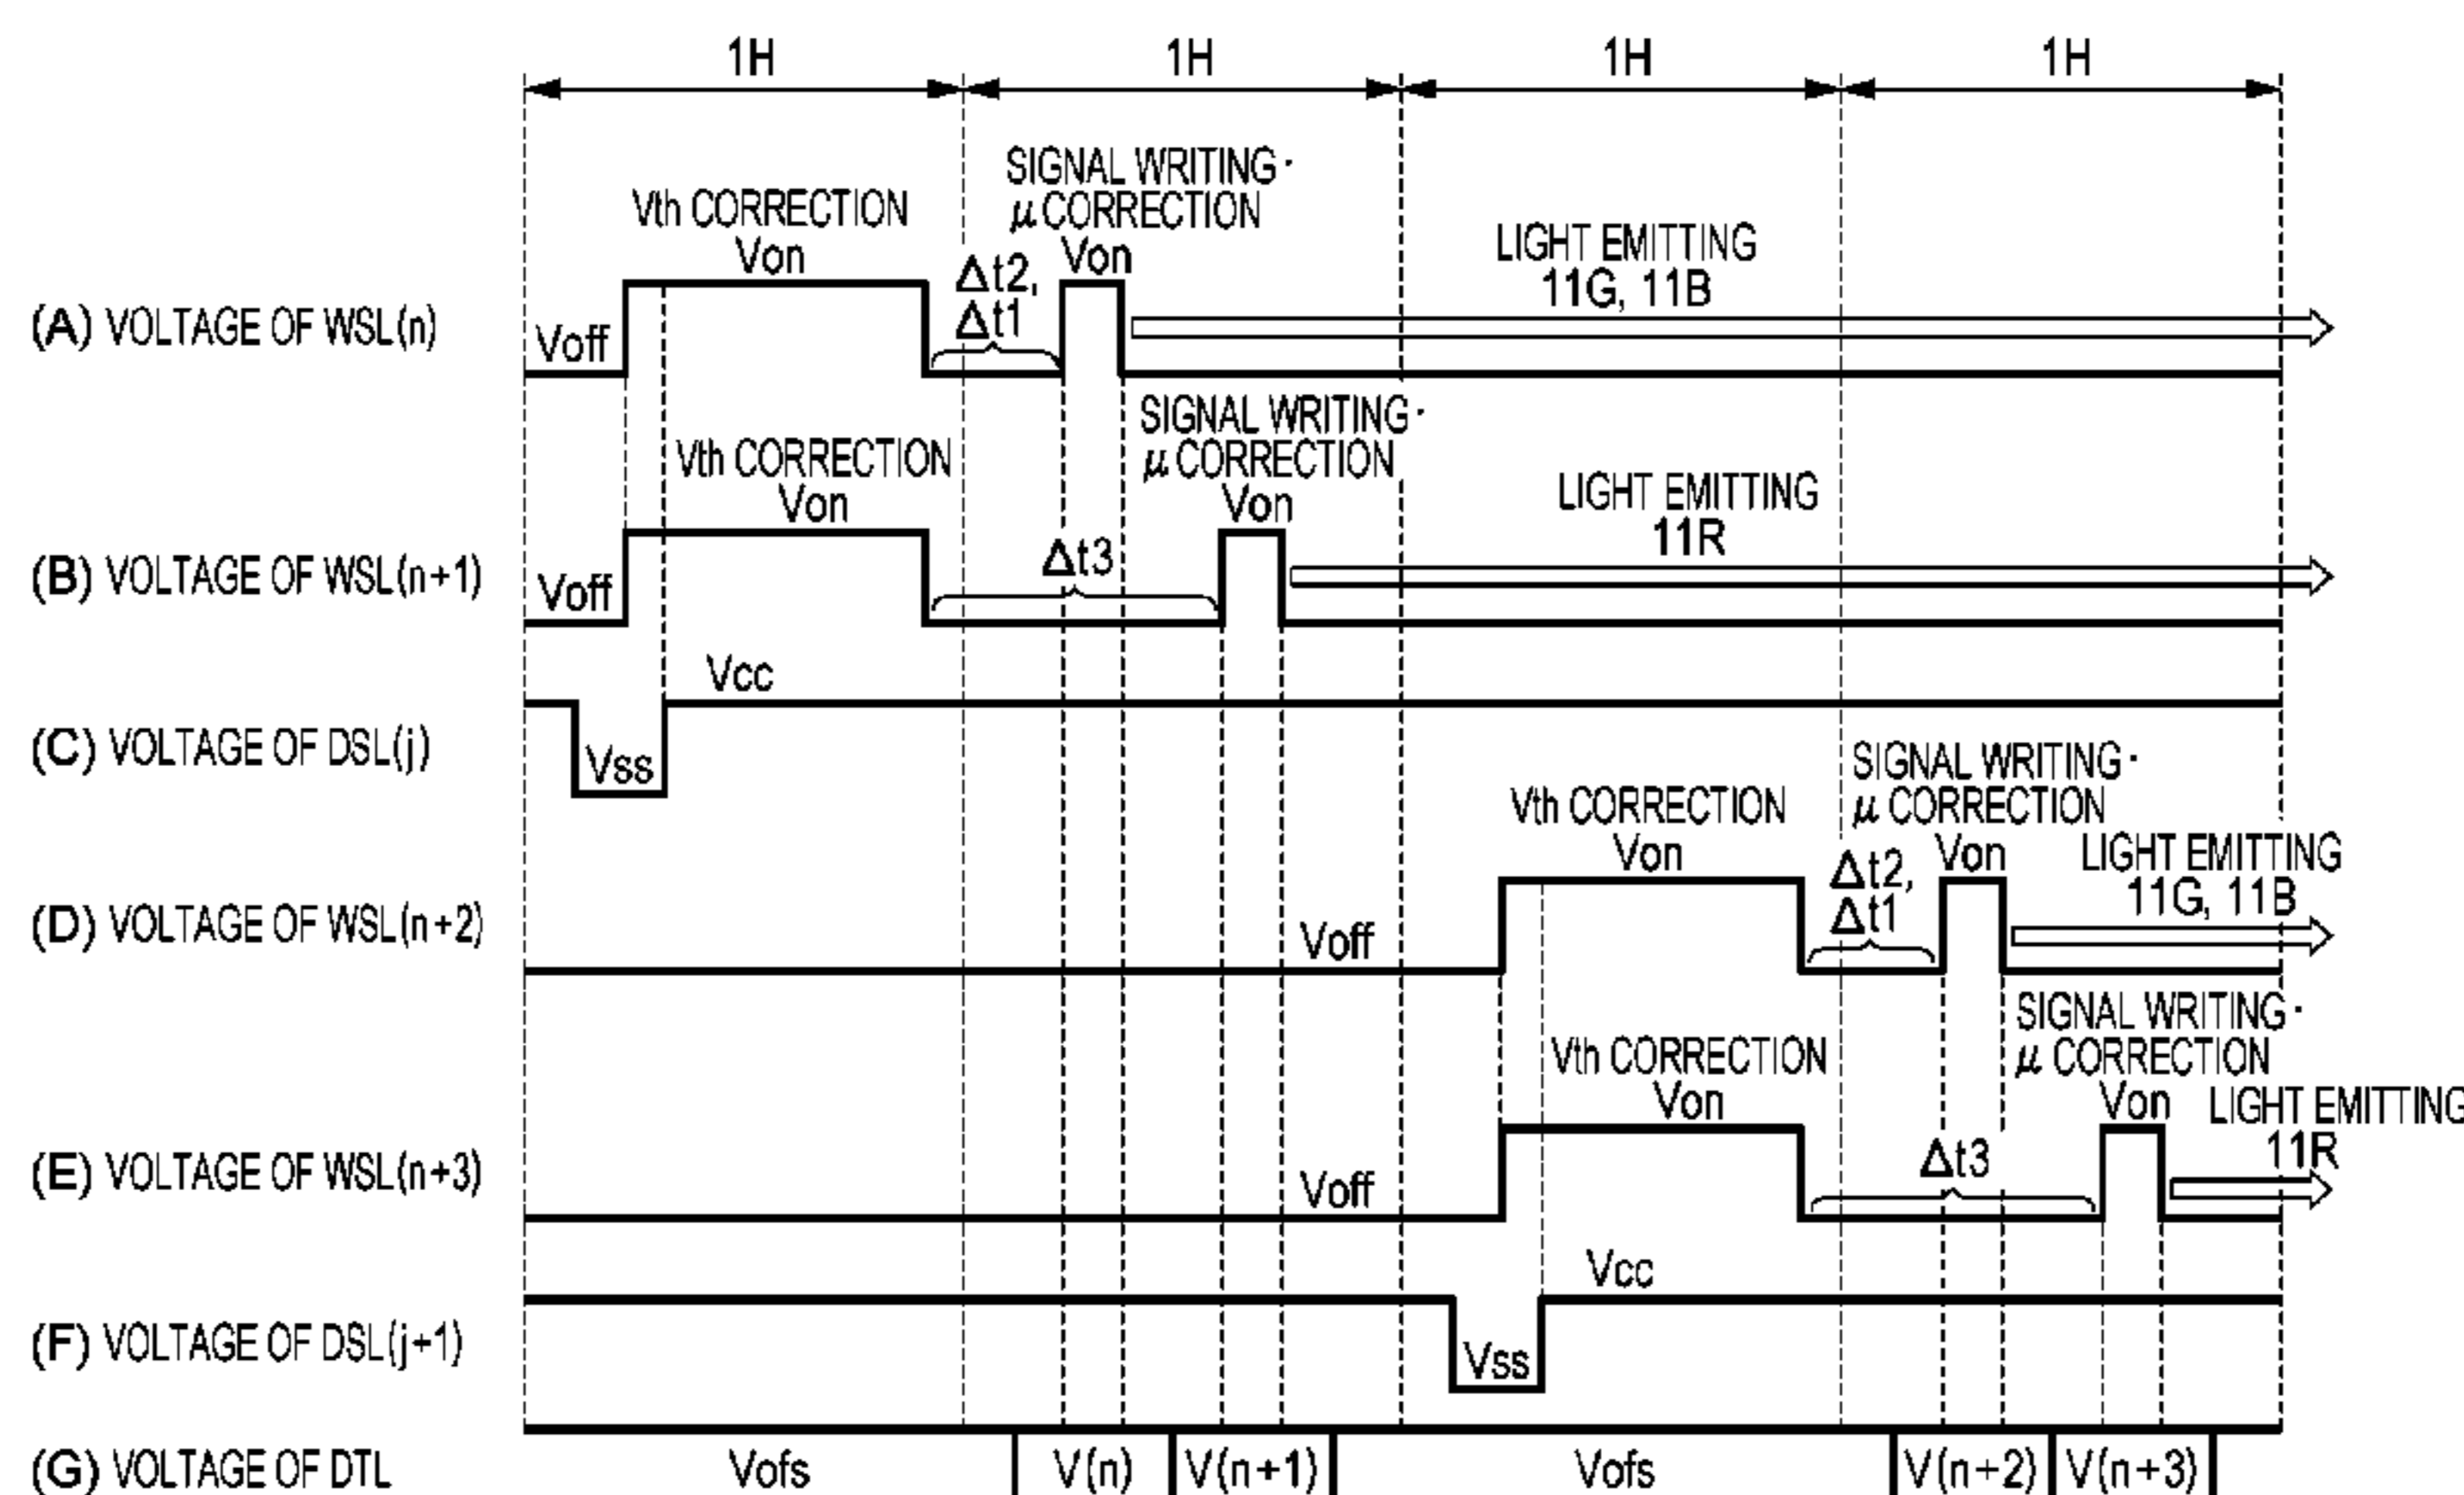 1H 1H 1H 1H
SIGNAL WRITING·
μ CORRECTION
Vth CORRECTION
Von
Δt2,
Δt1
Von
LIGHT EMITTING
11G, 11B
(A) VOLTAGE OF WSL(n)
Voff
SIGNAL WRITING·
μ CORRECTION
Vth CORRECTION
Von
Von
LIGHT EMITTING
11R
Δt3
(B) VOLTAGE OF WSL(n+1)
Voff
Vcc
(C) VOLTAGE OF DSL(j)
Vss
SIGNAL WRITING·
μ CORRECTION
Vth CORRECTION
Von
Δt2,
Δt1
Von
LIGHT EMITTING
11G, 11B
(D) VOLTAGE OF WSL(n+2)
Voff
SIGNAL WRITING·
μ CORRECTION
Vth CORRECTION
Von
Von
LIGHT EMITTING
11R
Δt3
(E) VOLTAGE OF WSL(n+3)
Voff
Vcc
(F) VOLTAGE OF DSL(j+1)
Vss
(G) VOLTAGE OF DTL
Vofs V(n) V(n+1) Vofs V(n+2) V(n+3)